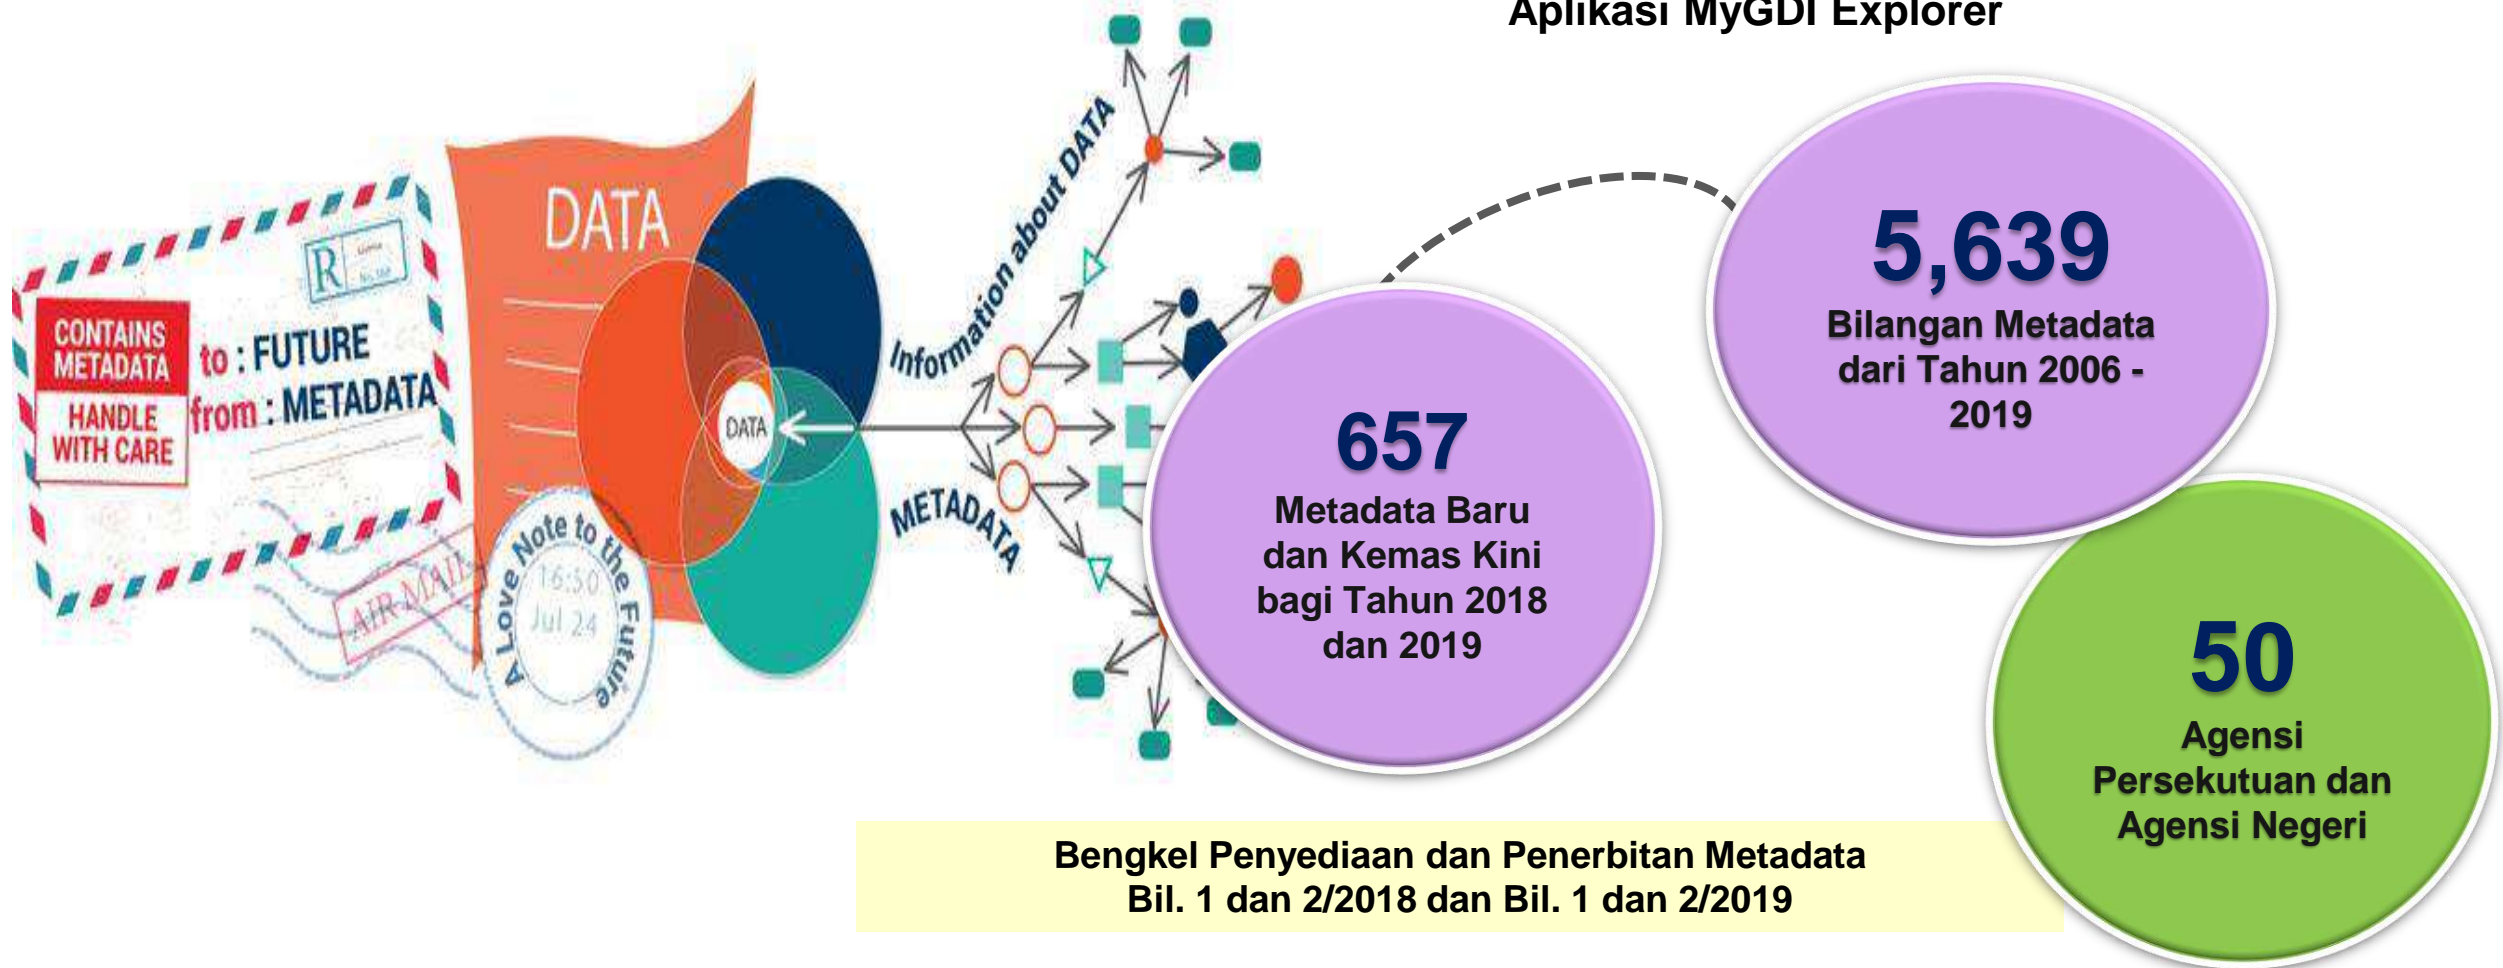 Aplikasi MyGDI Explorer
DATA
R
CONTAINS
METADATA
HANDLE
WITH CARE
to : FUTURE
from : METADATA
AIR MAIL
A Love Note to the Future
16:50
Jul 24
DATA
Information about DATA
METADATA
657
Metadata Baru
dan Kemas Kini
bagi Tahun 2018
dan 2019
5,639
Bilangan Metadata
dari Tahun 2006 -
2019
50
Agensi
Persekutuan dan
Agensi Negeri
Bengkel Penyediaan dan Penerbitan Metadata
Bil. 1 dan 2/2018 dan Bil. 1 dan 2/2019